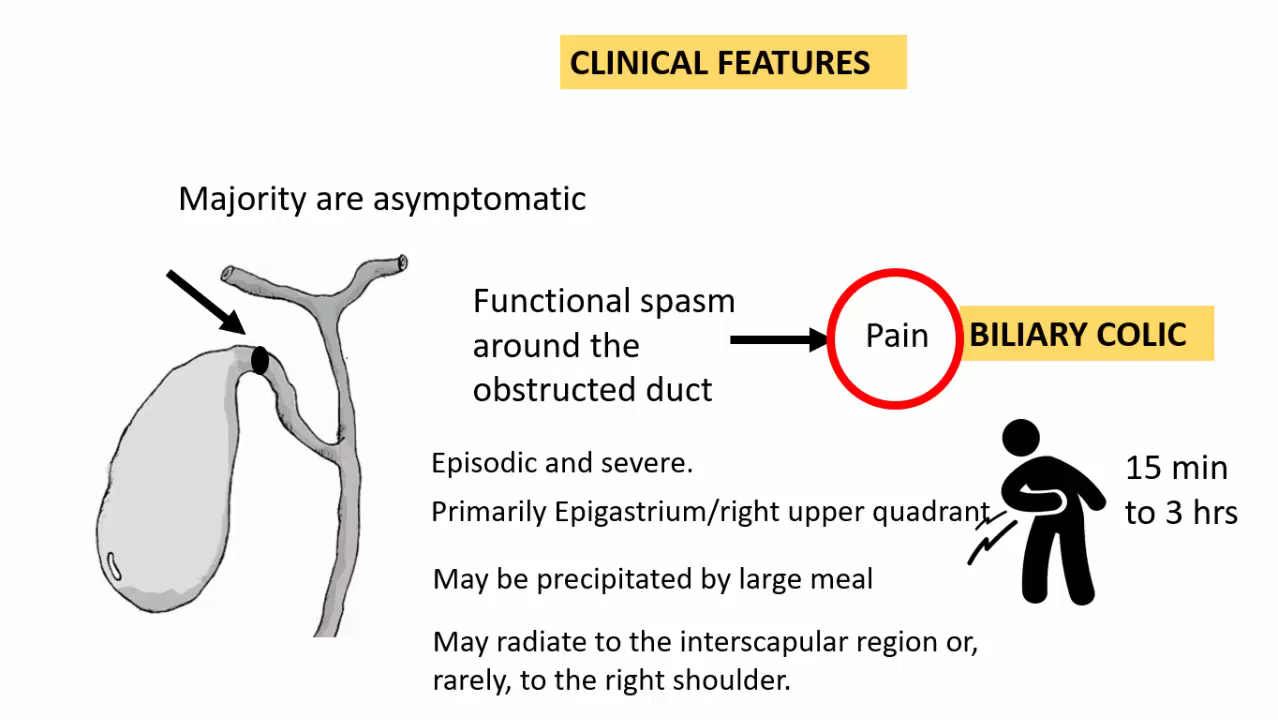 CLINICAL FEATURES
Majority are asymptomatic
Functional spasm
around the
obstructed duct
Pain
BILIARY COLIC
Episodic and severe.
Primarily Epigastrium/right upper quadrant
15 min
to 3 hrs
May be precipitated by large meal
May radiate to the interscapular region or,
rarely, to the right shoulder.